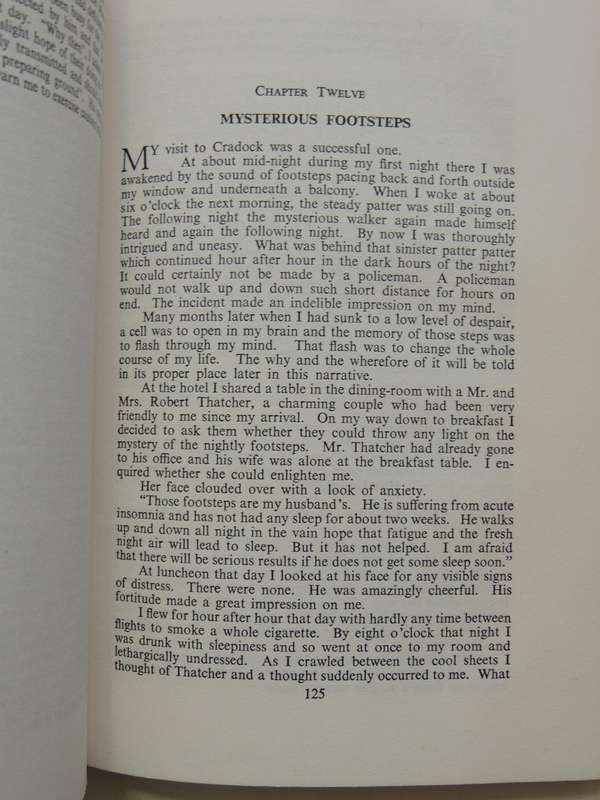 ected by him and the
day. "Why then", I
slight hope of their
ly transmitted and
preparing ground". H
arn me to exercise
CHAPTER TWELVE
MYSTERIOUS FOOTSTEPS
MY visit to Cradock was a successful one.
At about mid-night during my first night there I was
awakened by the sound of footsteps pacing back and forth outside
my window and underneath a balcony. When I woke at about
six o'clock the next morning, the steady patter was still going on.
The following night the mysterious walker again made himself
heard and again the following night. By now I was thoroughly
intrigued and uneasy. What was behind that sinister patter patter
which continued hour after hour in the dark hours of the night?
It could certainly not be made by a policeman. A policeman
would not walk up and down such short distance for hours on
end. The incident made an indelible impression on my mind.
Many months later when I had sunk to a low level of despair,
a cell was to open in my brain and the memory of those steps was
to flash through my mind. That flash was to change the whole
course of my life. The why and the wherefore of it will be told
in its proper place later in this narrative.
At the hotel I shared a table in the dining-room with a Mr. and
Mrs. Robert Thatcher, a charming couple who had been very
friendly to me since my arrival. On my way down to breakfast I
decided to ask them whether they could throw any light on the
mystery of the nightly footsteps. Mr. Thatcher had already gone
to his office and his wife was alone at the breakfast table. I en-
quired whether she could enlighten me.
Her face clouded over with a look of anxiety.
"Those footsteps are my husband's. He is suffering from acute
insomnia and has not had any sleep for about two weeks. He walks
up and down all night in the vain hope that fatigue and the fresh
night air will lead to sleep. But it has not helped. I am afraid
that there will be serious results if he does not get some sleep soon."
At luncheon that day I looked at his face for any visible signs
of distress. There were none. He was amazingly cheerful. His
fortitude made a great impression on me.
I flew for hour after hour that day with hardly any time between
flights to smoke a whole cigarette. By eight o'clock that night I
was drunk with sleepiness and so went at once to my room and
lethargically undressed. As I crawled between the cool sheets I
thought of Thatcher and a thought suddenly occurred to me. What
125